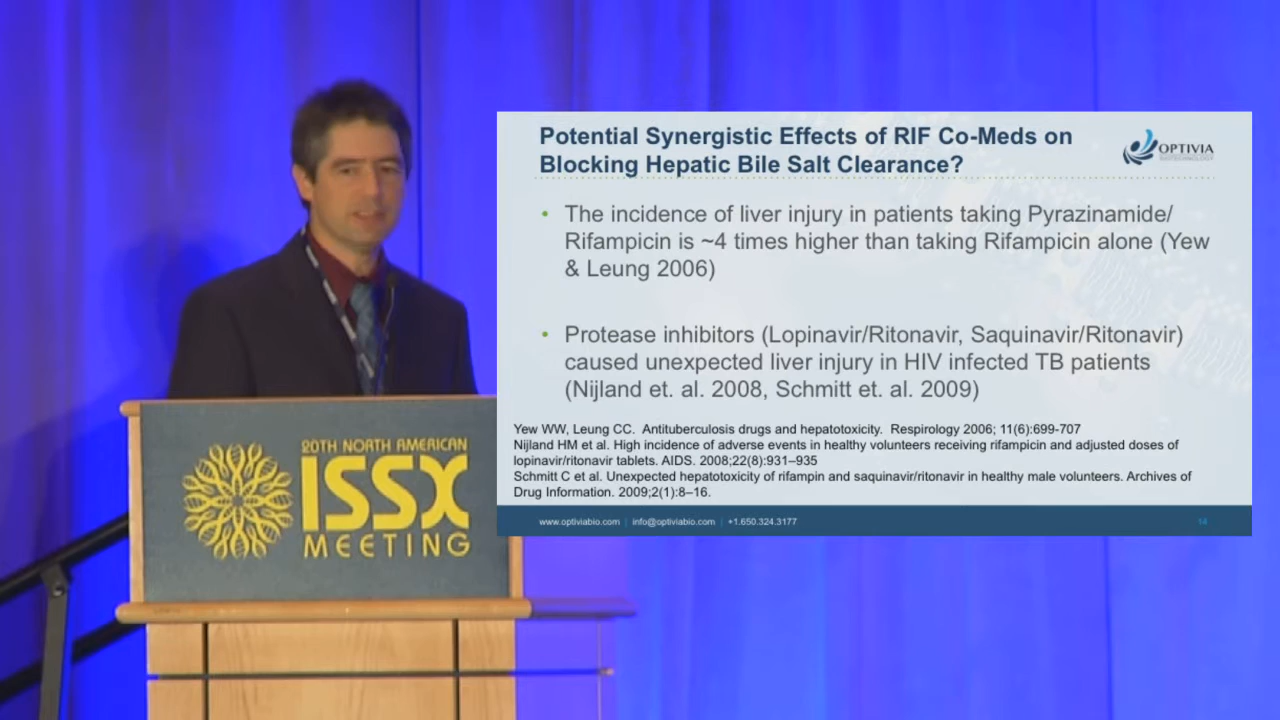 Potential Synergistic Effects of RIF Co-Meds on
Blocking Hepatic Bile Salt Clearance?
OPTIVIA
• The incidence of liver injury in patients taking Pyrazinamide/
Rifampicin is ~4 times higher than taking Rifampicin alone (Yew
& Leung 2006)
• Protease inhibitors (Lopinavir/Ritonavir, Saquinavir/Ritonavir)
caused unexpected liver injury in HIV infected TB patients
(Nijland et. al. 2008, Schmitt et. al. 2009)
Yew WW, Leung CC. Antituberculosis drugs and hepatotoxicity. Respirology 2006; 11(6):699-707
Nijland HM et al. High incidence of adverse events in healthy volunteers receiving rifampicin and adjusted doses of
lopinavir/ritonavir tablets. AIDS. 2008;22(8):931–935
Schmitt C et al. Unexpected hepatotoxicity of rifampin and saquinavir/ritonavir in healthy male volunteers. Archives of
Drug Information. 2009;2(1):8–16.
www.optiviabio.com | info@optiviabio.com | +1.650.324.3177
14
20TH NORTH AMERICAN
ISSX
MEETING